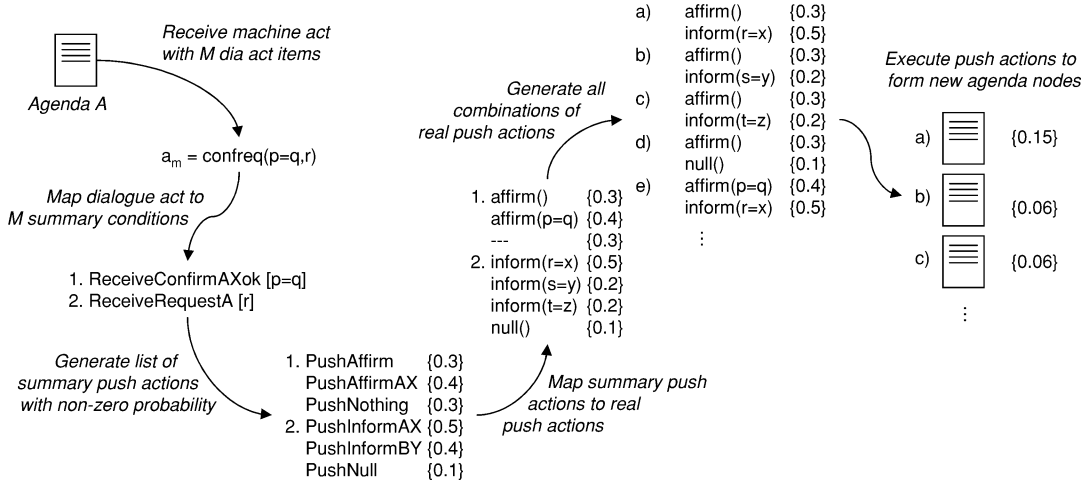 Receive machine act
with M dia act items
Agenda A
a_m = confreq(p=q,r)
Map dialogue act to
M summary conditions
1. ReceiveConfirmAXok [p=q]
2. ReceiveRequestA [r]
Generate list of
summary push actions
with non-zero probability
1. PushAffirm {0.3}
PushAffirmAX {0.4}
PushNothing {0.3}
2. PushInformAX {0.5}
PushInformBY {0.4}
PushNull {0.1}
Map summary push
actions to real
push actions
1. affirm() {0.3}
affirm(p=q) {0.4}
--- {0.3}
2. inform(r=x) {0.5}
inform(s=y) {0.2}
inform(t=z) {0.2}
null() {0.1}
Generate all
combinations of
real push actions
a) affirm() {0.3}
inform(r=x) {0.5}
b) affirm() {0.3}
inform(s=y) {0.2}
c) affirm() {0.3}
inform(t=z) {0.2}
d) affirm() {0.3}
null() {0.1}
e) affirm(p=q) {0.4}
inform(r=x) {0.5}
⋮
Execute push actions to
form new agenda nodes
a) {0.15}
b) {0.06}
c) {0.06}
⋮